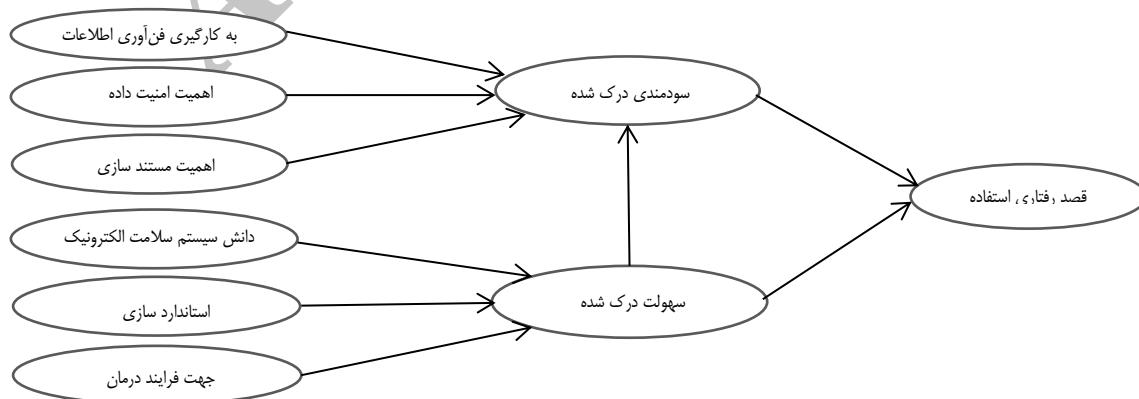 به کارگیری فن‌آوری اطلاعات
اهمیت امنیت داده
اهمیت مستند سازی
دانش سیستم سلامت الکترونیک
استاندارد سازی
جهت فرایند درمان
سودمندی درک شده
سهولت درک شده
قصد رفتاری استفاده